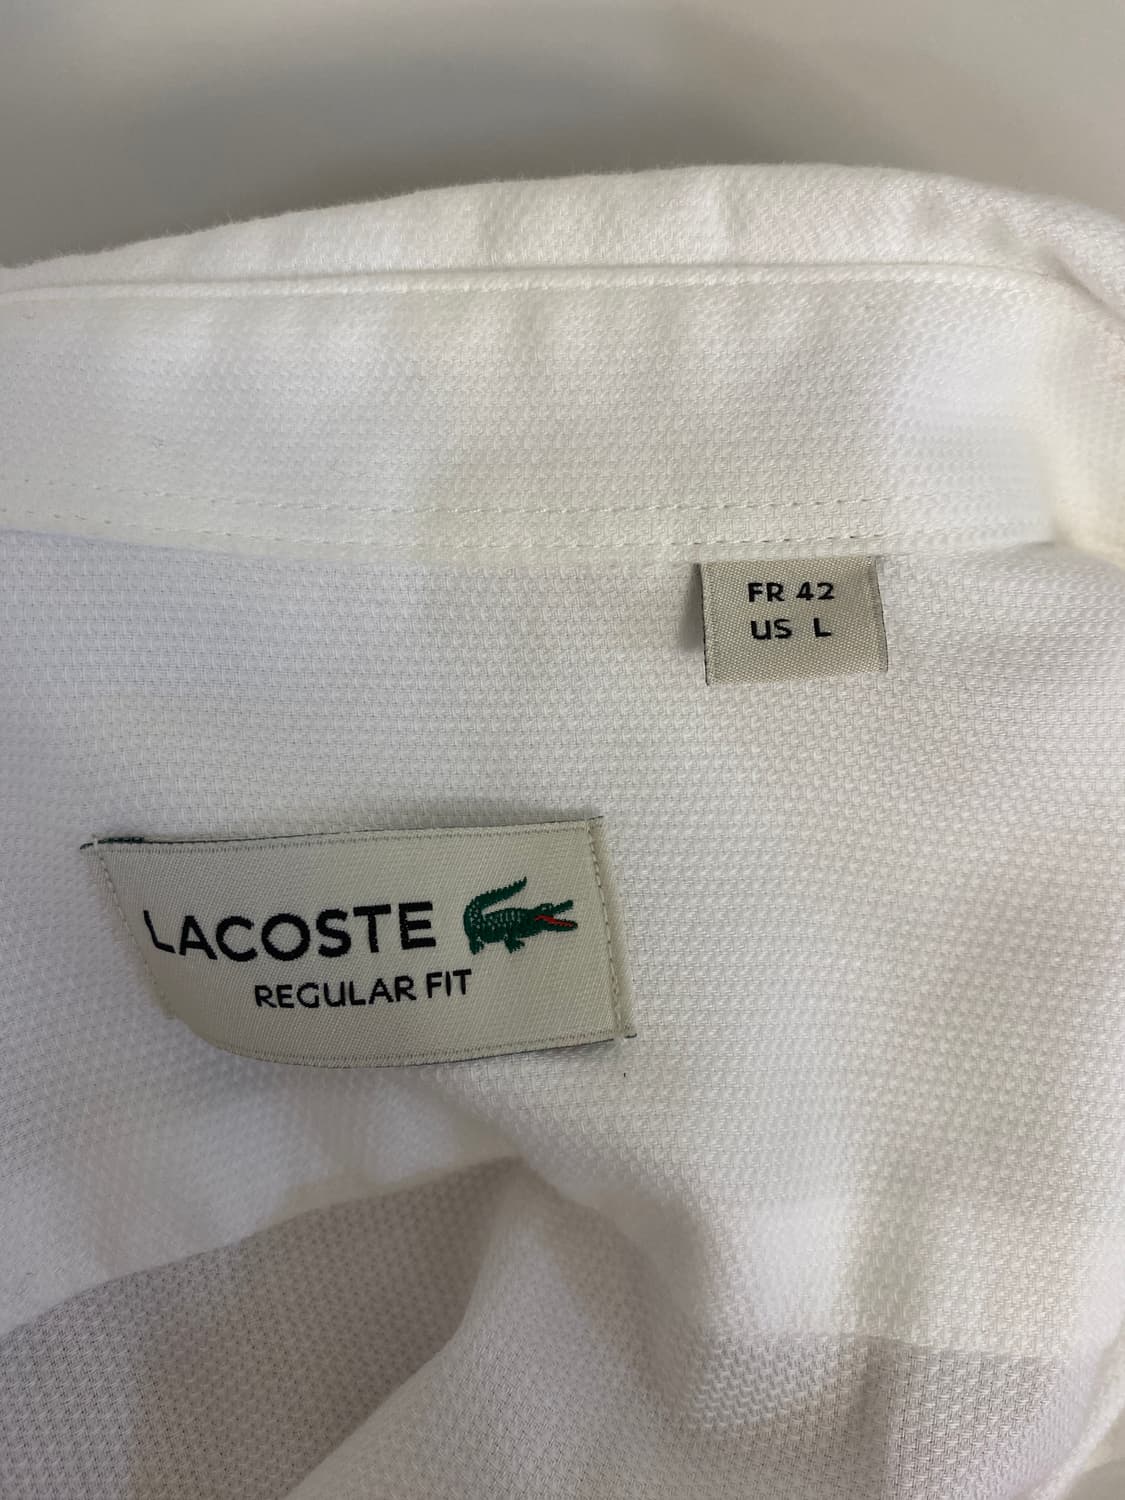 FR 42
US L
LACOSTE
REGULAR FIT